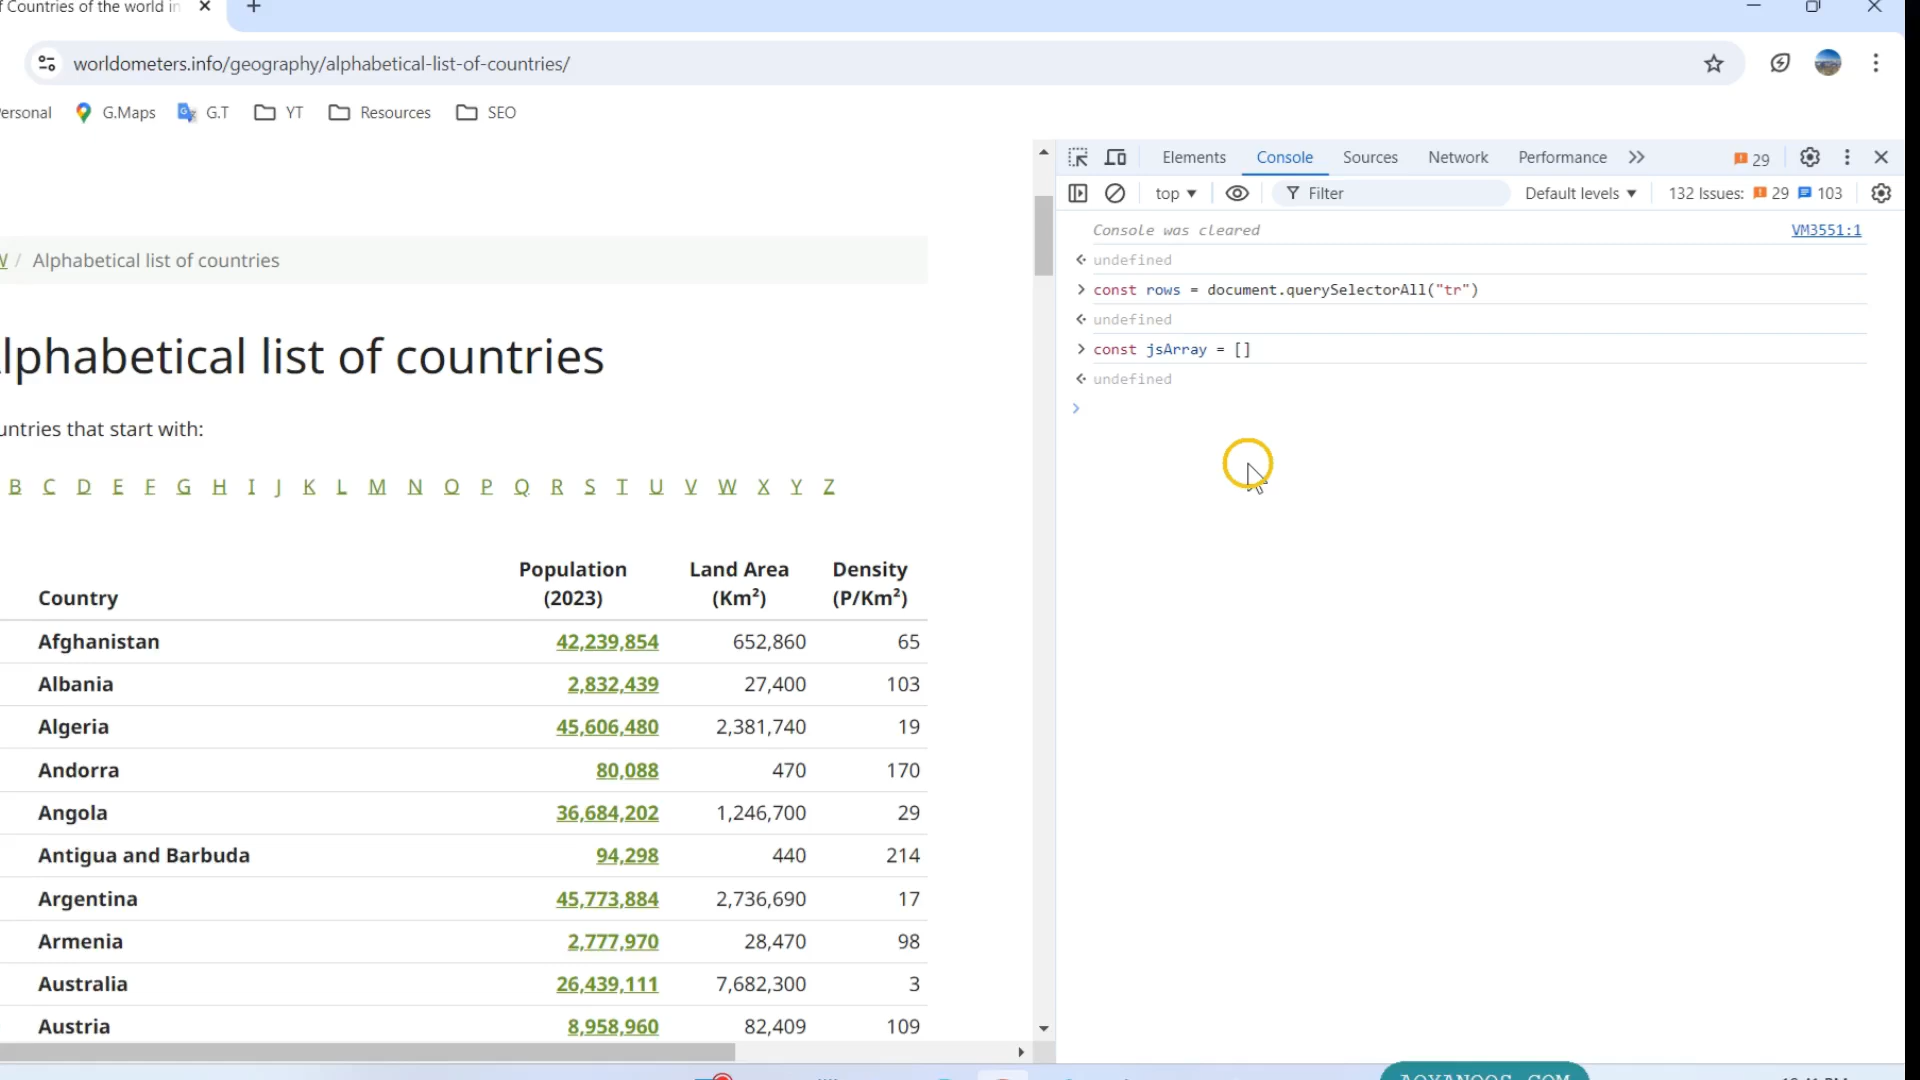 f Countries of the world in
worldometers.info/geography/alphabetical-list-of-countries/
ersonal G.Maps G.T YT Resources SEO
Elements Console Sources Network Performance 29
top Filter Default levels 132 Issues: 29 103
Console was cleared VM3551:1
undefined
const rows = document.querySelectorAll("tr")
undefined
const jsArray = []
undefined
W / Alphabetical list of countries
lphabetical list of countries
untries that start with:
B C D E F G H I J K L M N O P Q R S T U V W X Y Z
Country Population (2023) Land Area (Km²) Density (P/Km²)
Afghanistan 42,239,854 652,860 65
Albania 2,832,439 27,400 103
Algeria 45,606,480 2,381,740 19
Andorra 80,088 470 170
Angola 36,684,202 1,246,700 29
Antigua and Barbuda 94,298 440 214
Argentina 45,773,884 2,736,690 17
Armenia 2,777,970 28,470 98
Australia 26,439,111 7,682,300 3
Austria 8,958,960 82,409 109